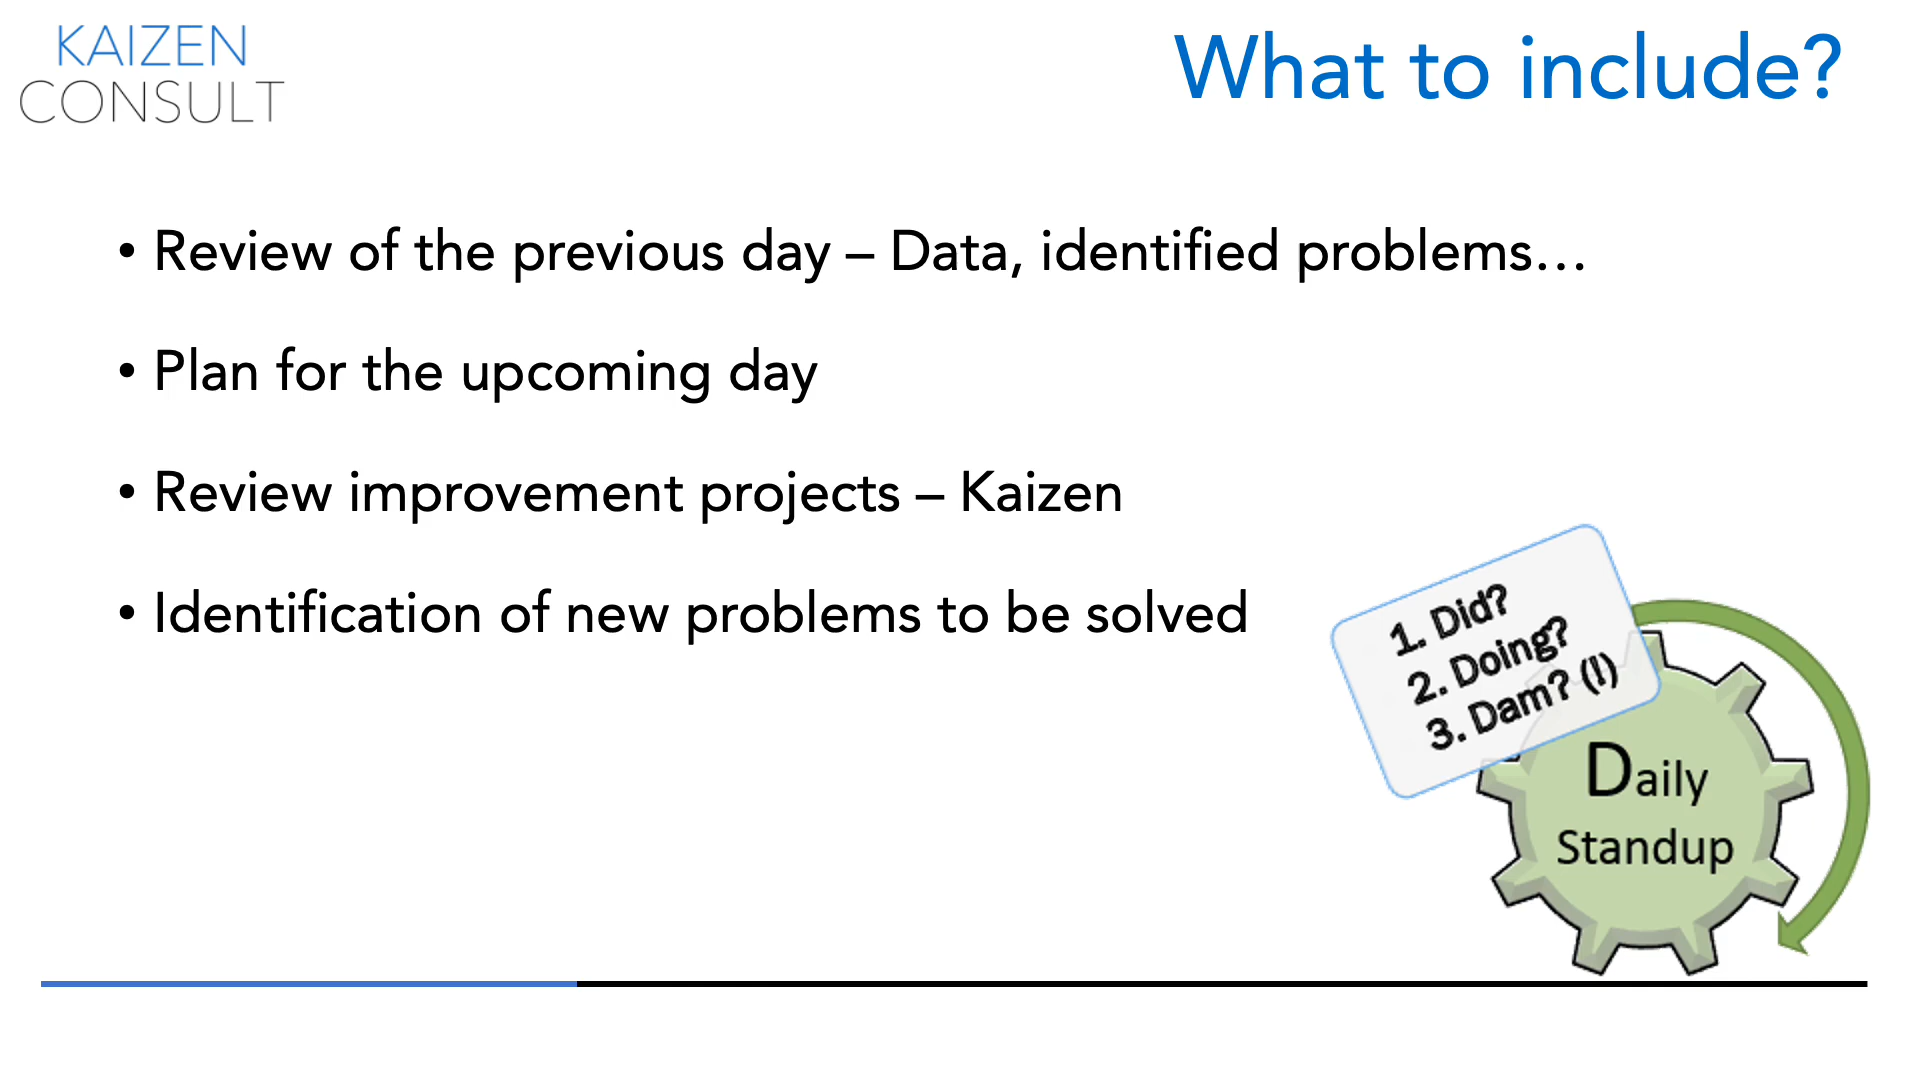 KAIZEN
CONSULT
What to include?
• Review of the previous day – Data, identified problems…
• Plan for the upcoming day
• Review improvement projects – Kaizen
• Identification of new problems to be solved
1. Did?
2. Doing?
3. Dam? (!)
Daily
Standup